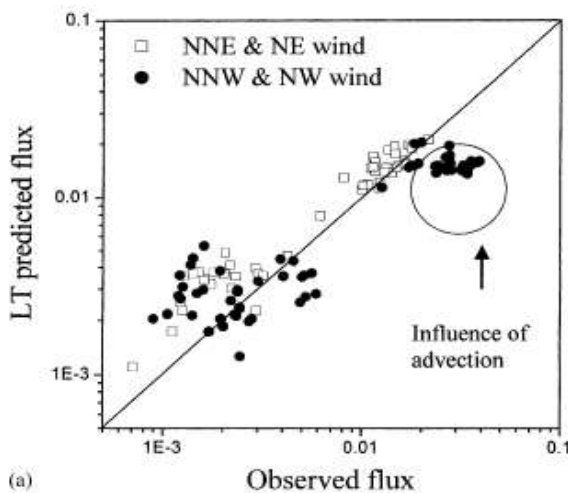 0.1
NNE & NE wind
NNW & NW wind
LT predicted flux
0.01
Influence of
advection
1E-3
1E-3 0.01 0.1
(a) Observed flux